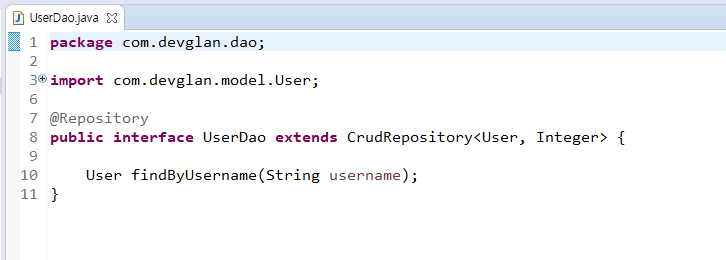 UserDao.java
1 package com.devglan.dao;
2
3 import com.devglan.model.User;
6
7 @Repository
8 public interface UserDao extends CrudRepository<User, Integer> {
9
10 User findByUsername(String username);
11 }